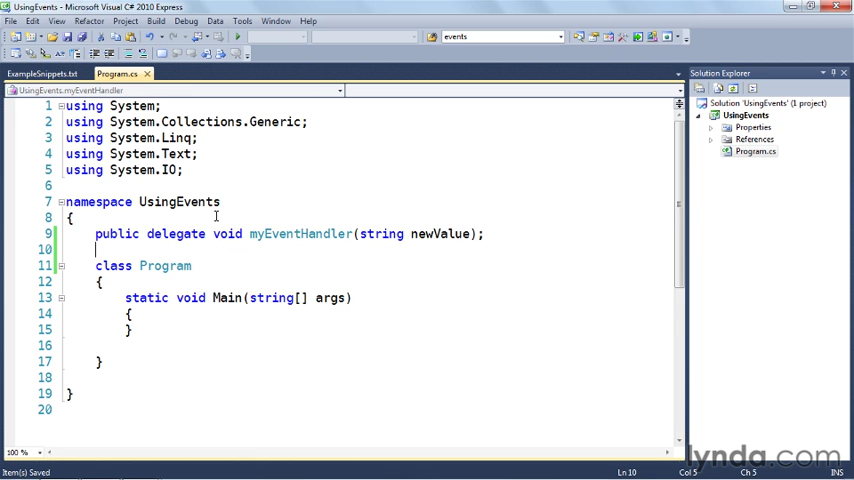 UsingEvents - Microsoft Visual C# 2010 Express
File Edit View Refactor Project Build Debug Data Tools Window Help
events
ExampleSnippets.txt Program.cs
UsingEvents.myEventHandler
1 using System;
2 using System.Collections.Generic;
3 using System.Linq;
4 using System.Text;
5 using System.IO;
6
7 namespace UsingEvents
8 {
9 public delegate void myEventHandler(string newValue);
10
11 class Program
12 {
13 static void Main(string[] args)
14 {
15 }
16
17 }
18
19 }
20
100 %
Solution Explorer
Solution 'UsingEvents' (1 project)
UsingEvents
Properties
References
Program.cs
Item(s) Saved Ln 10 Col 5 Ch 5 INS
lynda.com